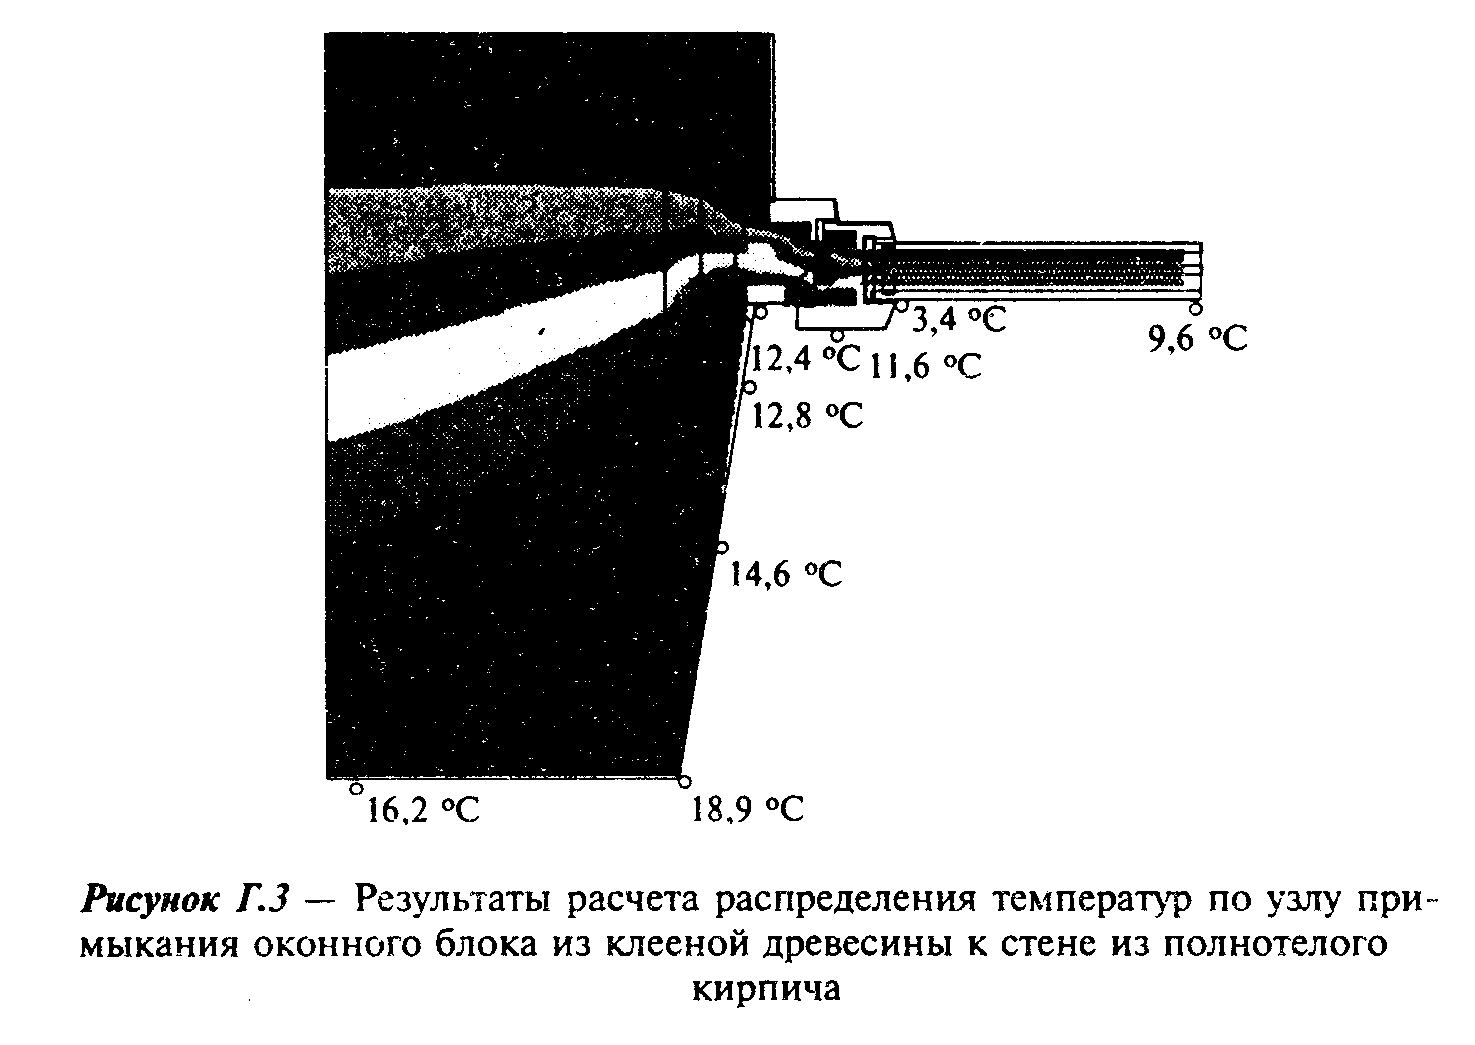 3,4 °C
9,6 °C
12,4 °C
11,6 °C
12,8 °C
14,6 °C
16,2 °C
18,9 °C
Рисунок Г.3 — Результаты расчета распределения температур по узлу при-
мыкания оконного блока из клееной древесины к стене из полнотелого
кирпича